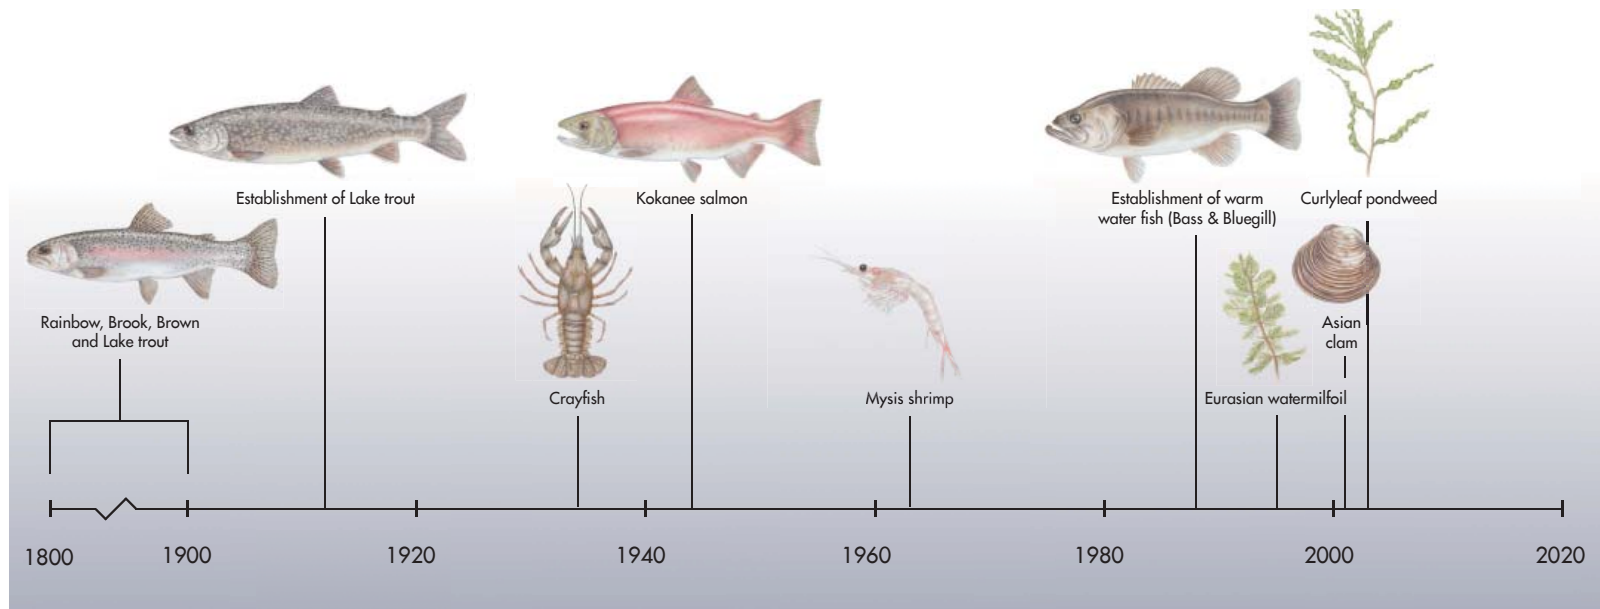 Establishment of Lake trout
Kokanee salmon
Establishment of warm
water fish (Bass & Bluegill)
Curlyleaf pondweed
Rainbow, Brook, Brown
and Lake trout
Asian
clam
Crayfish
Mysis shrimp
Eurasian watermilfoil
1800
1900
1920
1940
1960
1980
2000
2020